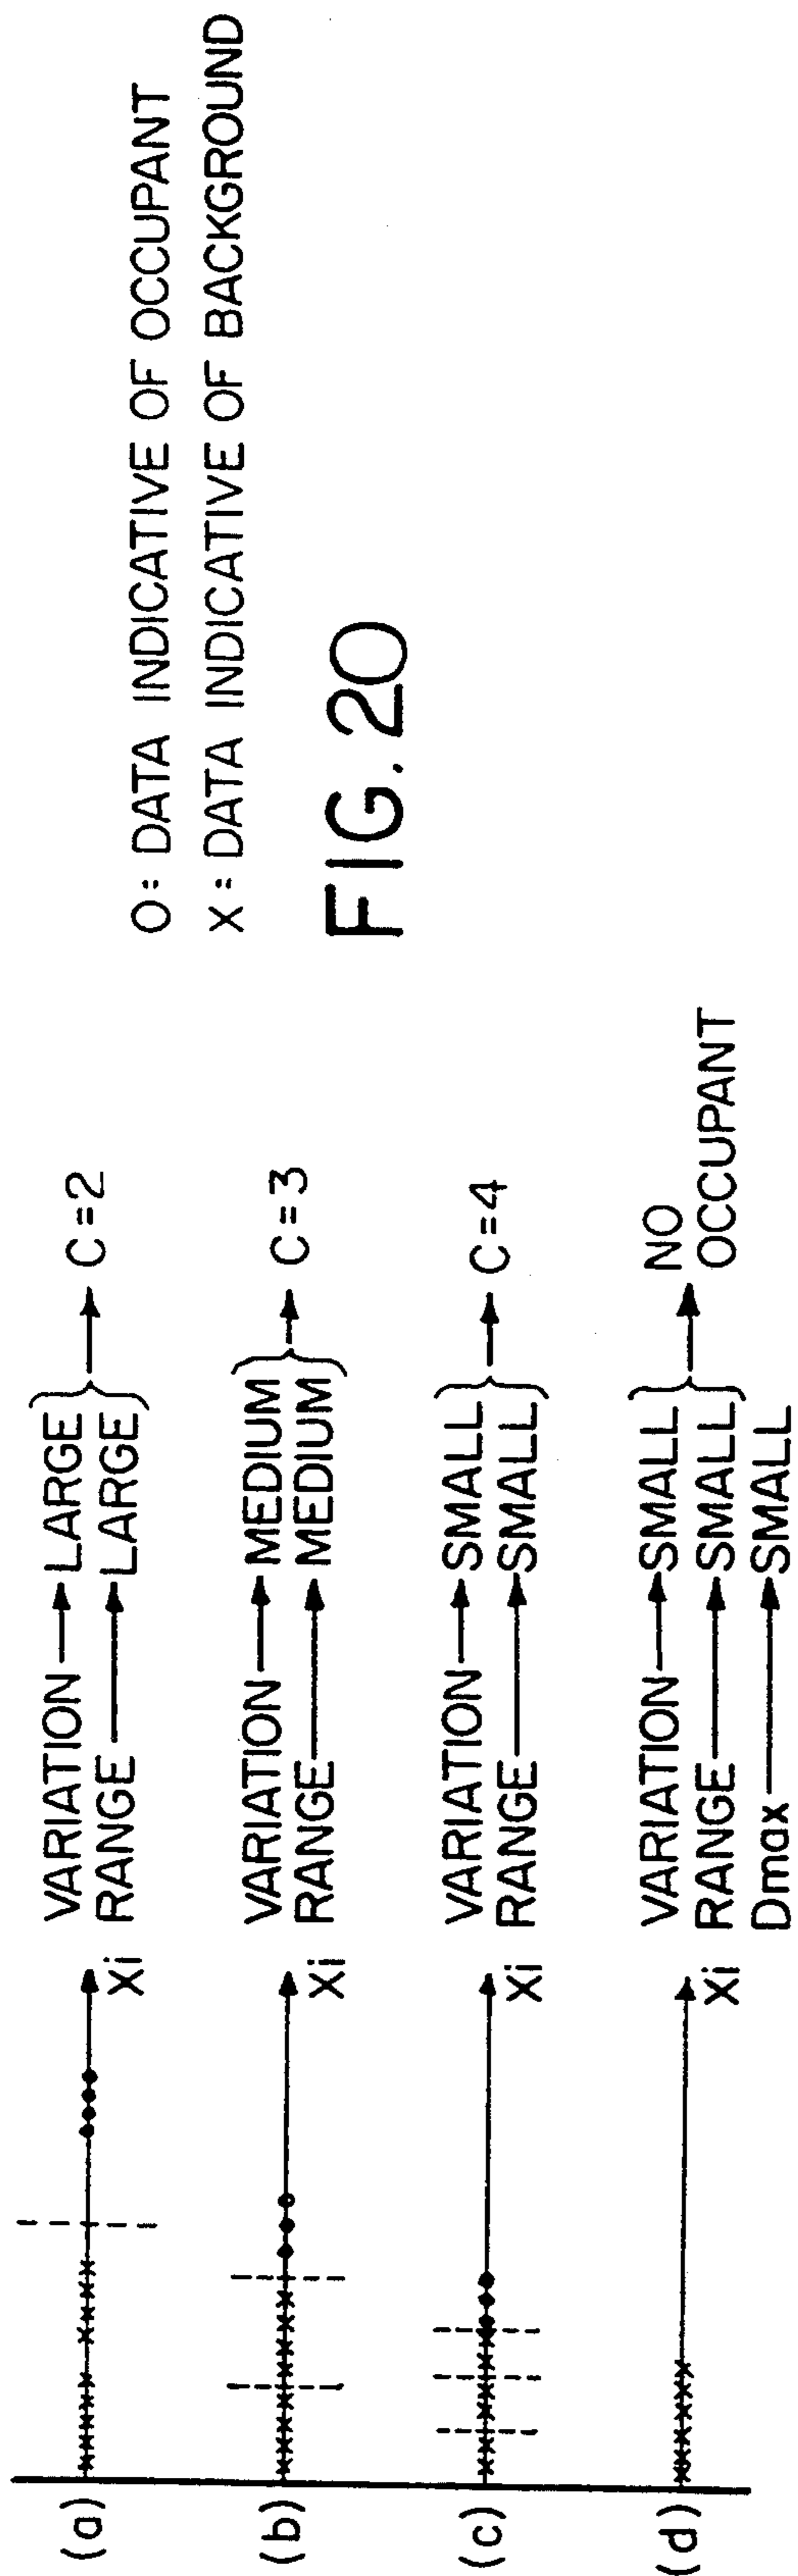 (a)
Xi
VARIATION → LARGE
RANGE → LARGE
→ C = 2
(b)
Xi
VARIATION → MEDIUM
RANGE → MEDIUM
→ C = 3
(c)
Xi
VARIATION → SMALL
RANGE → SMALL
→ C = 4
(d)
Xi
VARIATION → SMALL
RANGE → SMALL
Dmax → SMALL
→ NO
OCCUPANT
O = DATA INDICATIVE OF OCCUPANT
X = DATA INDICATIVE OF BACKGROUND
FIG. 20